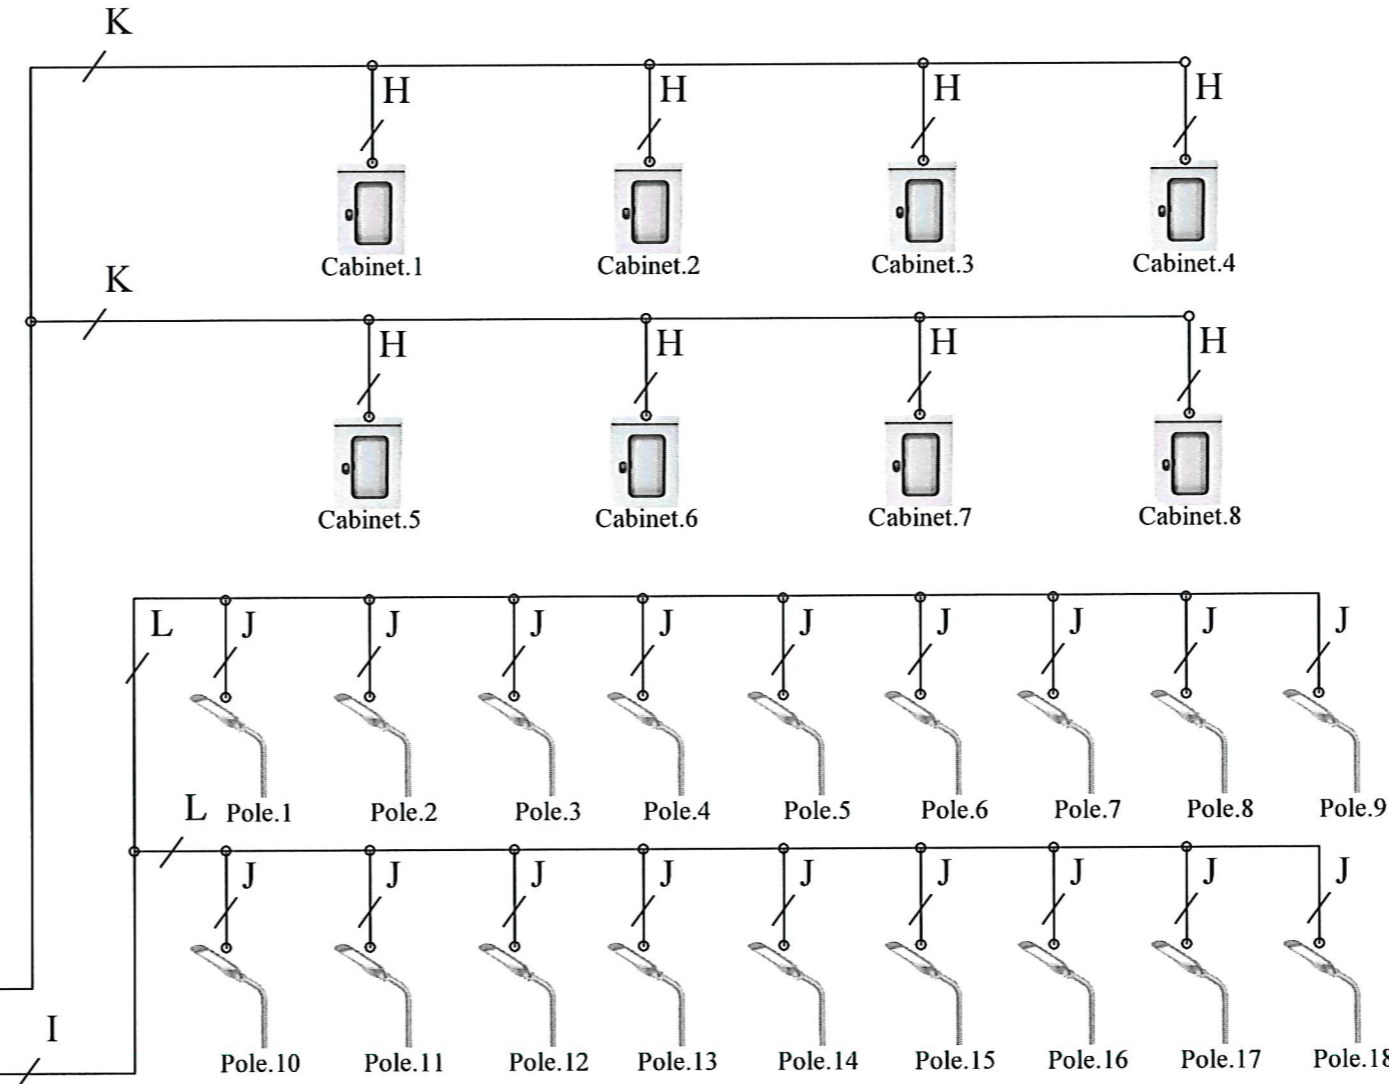 K
H H H H
Cabinet.1 Cabinet.2 Cabinet.3 Cabinet.4
K
H H H H
Cabinet.5 Cabinet.6 Cabinet.7 Cabinet.8
L J J J J J J J J J
L Pole.1 Pole.2 Pole.3 Pole.4 Pole.5 Pole.6 Pole.7 Pole.8 Pole.9
J J J J J J J J J
I
Pole.10 Pole.11 Pole.12 Pole.13 Pole.14 Pole.15 Pole.16 Pole.17 Pole.18